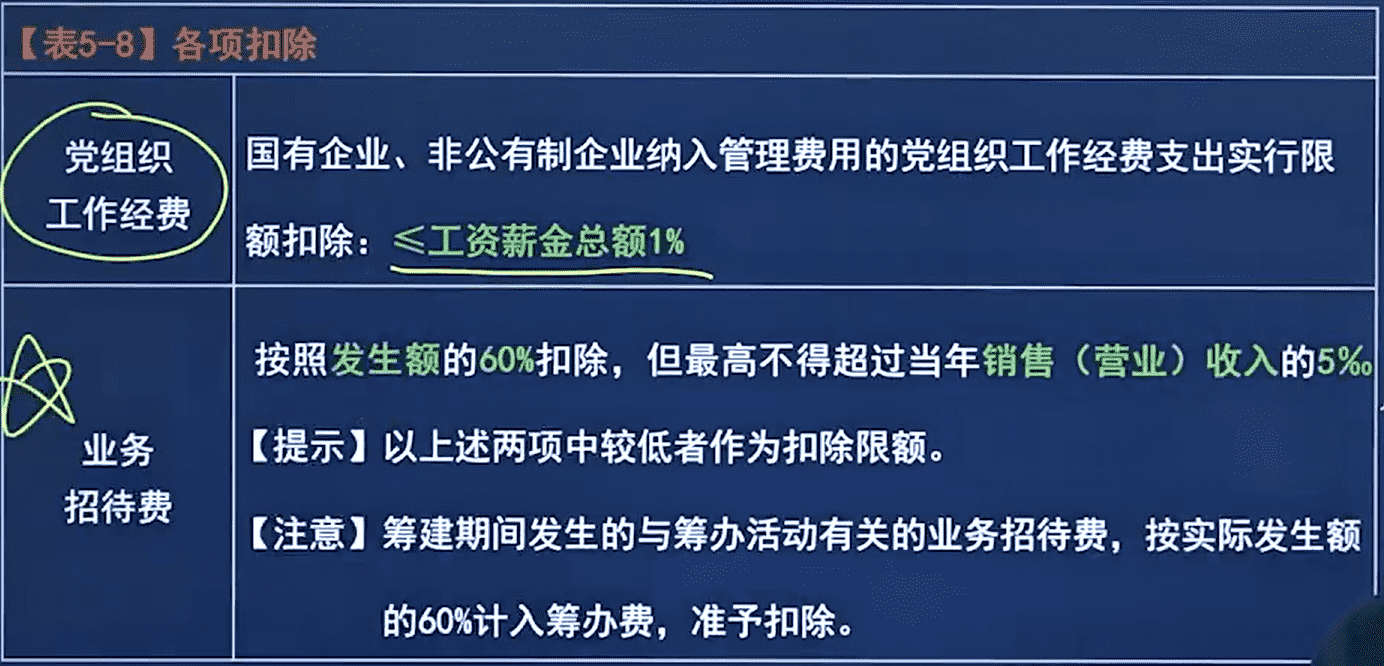 【表5-8】各项扣除
党组织
工作经费
国有企业、非公有制企业纳入管理费用的党组织工作经费支出实行限
额扣除：≤工资薪金总额1%
业务
招待费
按照发生额的60%扣除，但最高不得超过当年销售（营业）收入的5‰
【提示】以上述两项中较低者作为扣除限额。
【注意】筹建期间发生的与筹办活动有关的业务招待费，按实际发生额
的60%计入筹办费，准予扣除。